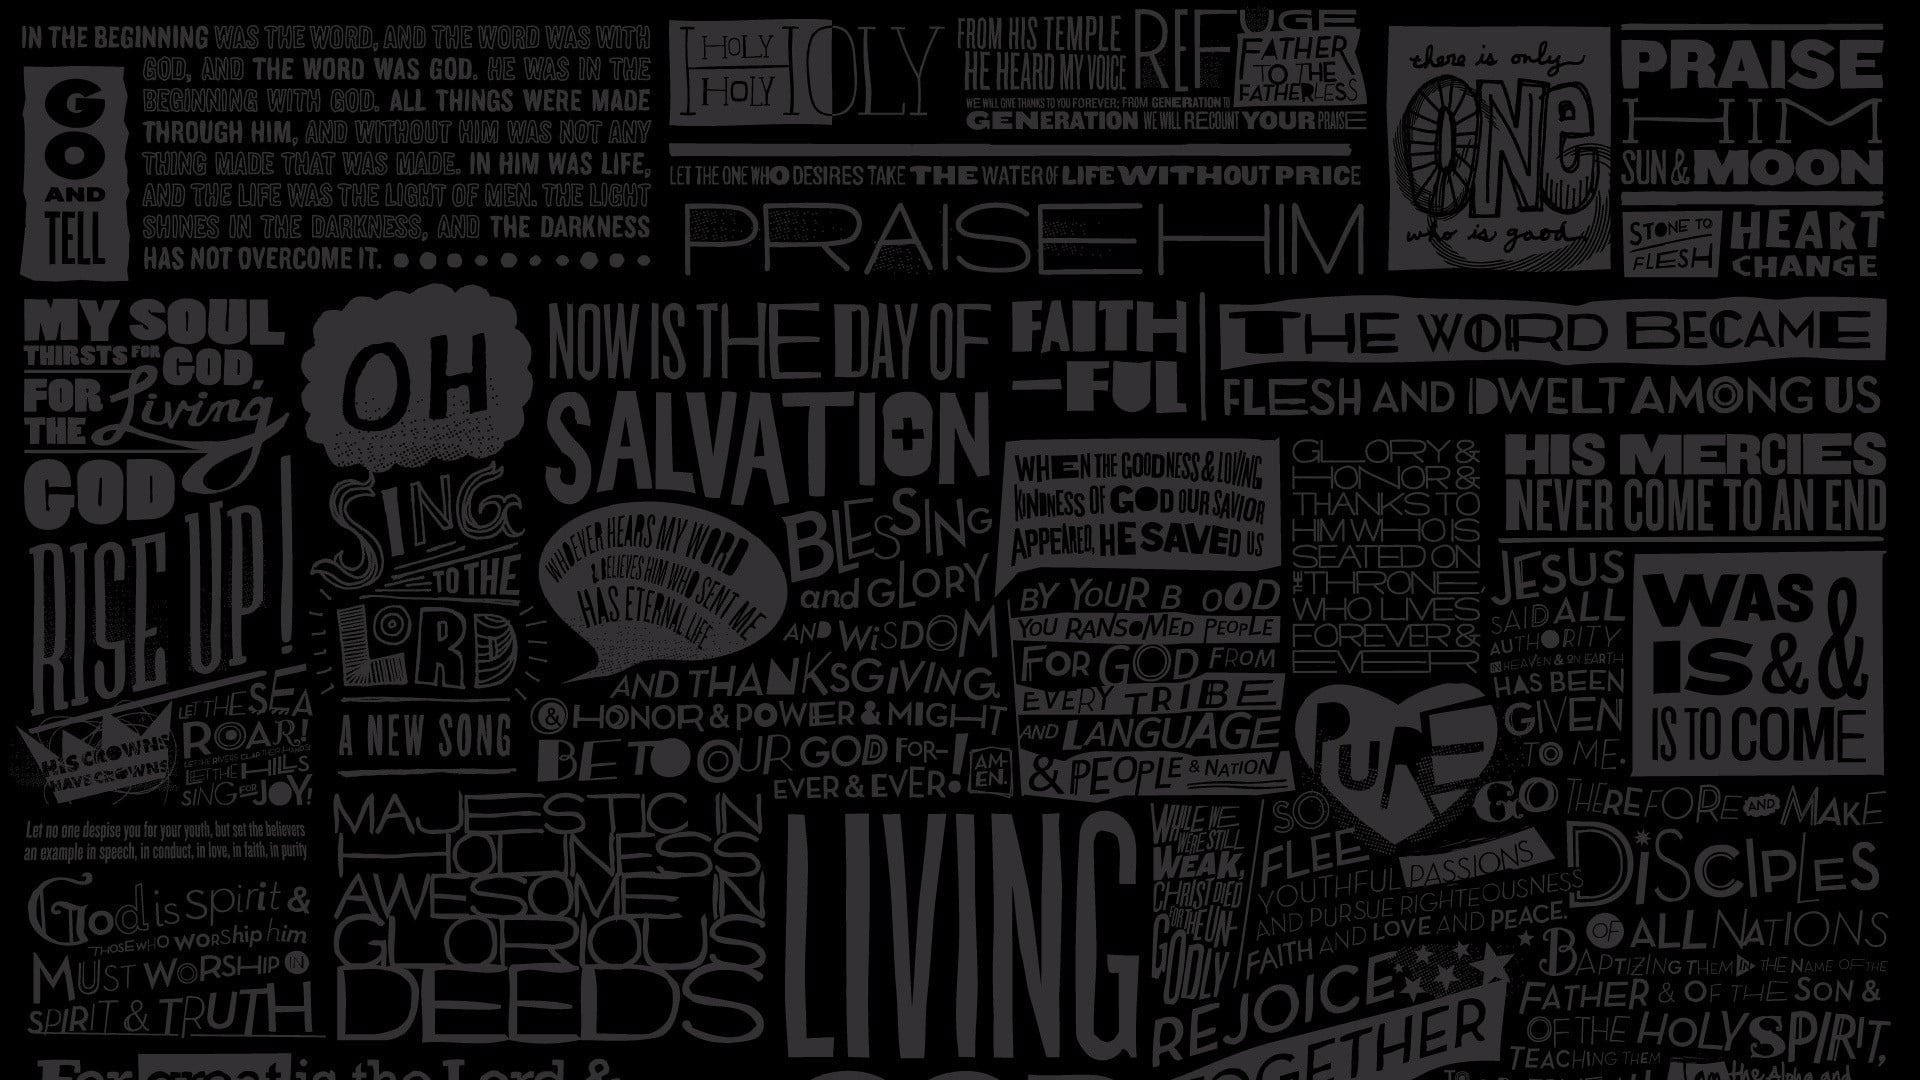 IN THE BEGINNING WAS THE WORD, AND THE WORD WAS WITH
GOD, AND THE WORD WAS GOD. HE WAS IN THE
BEGINNING WITH GOD. ALL THINGS WERE MADE
THROUGH HIM, AND WITHOUT HIM WAS NOT ANY
THING MADE THAT WAS MADE. IN HIM WAS LIFE,
AND THE LIFE WAS THE LIGHT OF MEN. THE LIGHT
SHINES IN THE DARKNESS, AND THE DARKNESS
HAS NOT OVERCOME IT.
GO
AND
TELL
HOLY
HOLY
HOLY
FROM HIS TEMPLE
HE HEARD MY VOICE
REFUGE
FATHER
TO THE
FATHERLESS
WE WILL GIVE THANKS TO YOU FOREVER; FROM GENERATION TO
GENERATION WE WILL RECOUNT YOUR PRAISE
LET THE ONE WHO DESIRES TAKE THE WATER OF LIFE WITHOUT PRICE
PRAISE HIM
there is only
ONE
who is good
PRAISE
HIM
SUN & MOON
STONE TO
FLESH
HEART
CHANGE
MY SOUL
THIRSTS FOR
GOD,
FOR
THE
Living
GOD
OH
SING
TO THE
LORD
A NEW SONG
NOW IS THE DAY OF
SALVATION
FAITH
-FUL
THE WORD BECAME
FLESH AND DWELT AMONG US
RISE UP!
WHOEVER HEARS MY WORD
& BELIEVES HIM WHO SENT ME
HAS ETERNAL LIFE
BLESSING
and GLORY
AND WiSDOM
AND THANKSGIVING
& HONOR & POWER & MIGHT
BE TO OUR GOD FOR-
EVER & EVER!
AM-
EN.
WHEN THE GOODNESS & LOVING
KINDNESS OF GOD OUR SAVIOR
APPEARED, HE SAVED US
BY YOUR B OOD
YOU RANSOMED PEOPLE
FOR GOD FROM
EVERY TRIBE
AND LANGUAGE
& PEOPLE & NATION
GLORY &
HONOR &
THANKS TO
HIM WHO IS
SEATED ON
THE THRONE,
WHO LIVES
FOREVER &
EVER
HIS MERCIES
NEVER COME TO AN END
JESUS
SAID ALL
AUTHORITY
IN HEAVEN & ON EARTH
HAS BEEN
GIVEN
TO ME.
WAS &
IS & &
IS TO COME
HIS CROWNS
HAVE CROWNS
LET THE SEA
ROAR!
LET THE RIVERS CLAP THEIR HANDS
LET THE HILLS
SING FOR JOY!
Let no one despise you for your youth, but set the believers
an example in speech, in conduct, in love, in faith, in purity
God is spirit &
THOSE WHO WORShip him
MUST WORSHIP IN
SPIRIT & TRUTH
MAJESTIC IN
HOLINESS
AWESOME IN
GLORIOUS
DEEDS
LIVING
WHILE WE
WERE STILL
WEAK,
CHRIST DIED
FOR THE UN-
GODLY
PURE
SO
FLEE
YOUTHFUL PASSIONS
AND PURSUE RIGHTEOUSNESS
FAITH AND LOVE AND PEACE.
REJOICE
TOGETHER
GO THEREFORE AND MAKE
DiSCIPLES
OF ALL NATIONS
BAPTIZING THEM IN THE NAME OF THE
FATHER & OF THE SON &
OF THE HOLY SPIRIT,
TEACHING THEM
For great is the Lord &